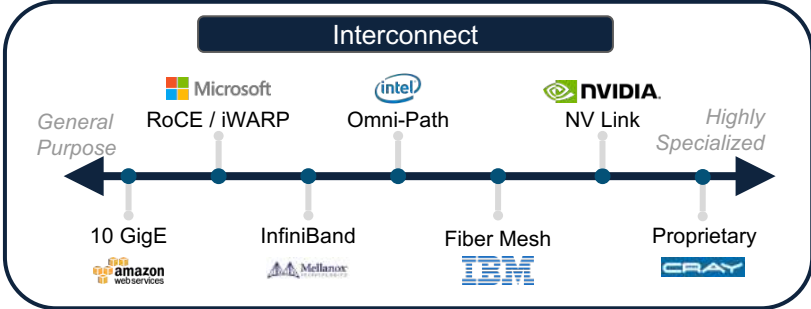 Interconnect
Microsoft
intel
NVIDIA.
General
Purpose
RoCE / iWARP
Omni-Path
NV Link
Highly
Specialized
10 GigE
InfiniBand
Fiber Mesh
Proprietary
amazon
webservices
Mellanox
IBM
CRAY